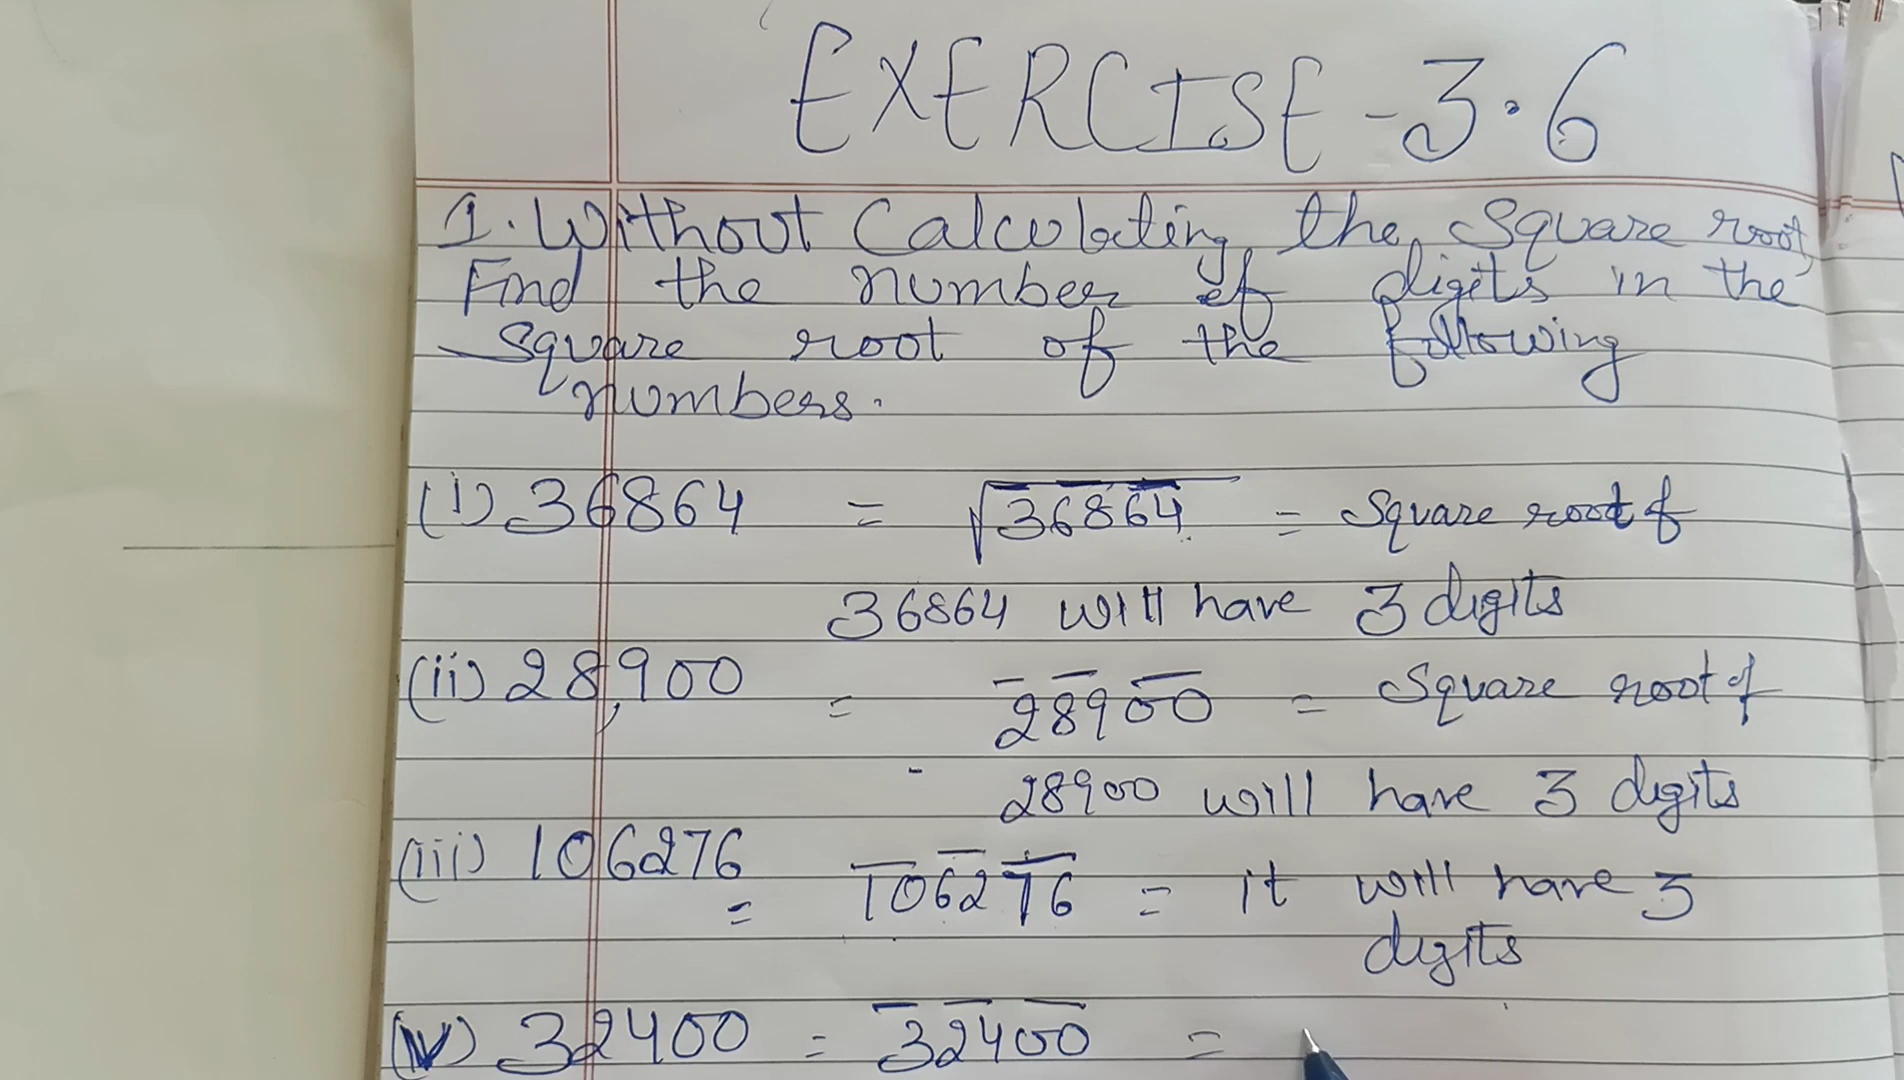 EXERCISE - 3.6
1. Without Calculating the Square root,
Find the number of digits in the
square root of the following
numbers.
(i) 36864 = √36864 = Square root of
36864 will have 3 digits
(ii) 28,900 = 28900 = Square root of
28900 will have 3 digits
(iii) 106276 = 106276 = it will have 3
digits
(iv) 32400 = 32400 =